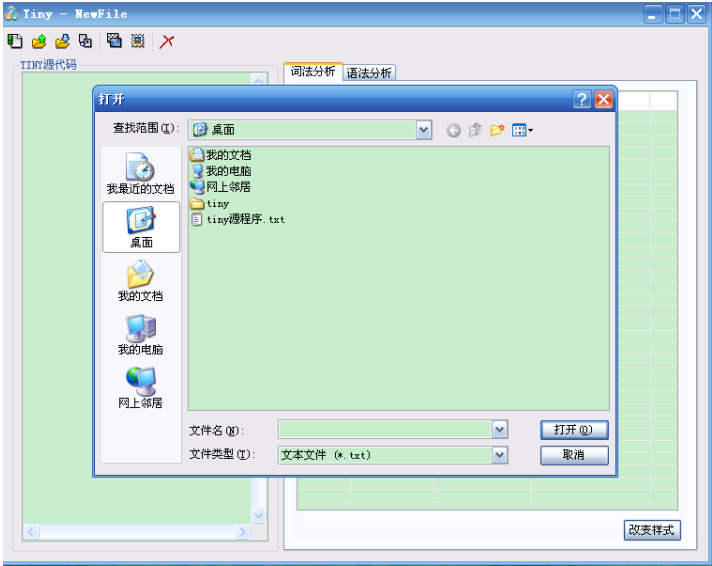 Tiny - NewFile
TINY源代码
词法分析 语法分析
打开
查找范围(I): 桌面
我最近的文档
桌面
我的文档
我的电脑
网上邻居
我的文档
我的电脑
网上邻居
tiny
tiny源程序.txt
文件名(N): 打开(O)
文件类型(T): 文本文件 (*.txt) 取消
改变样式